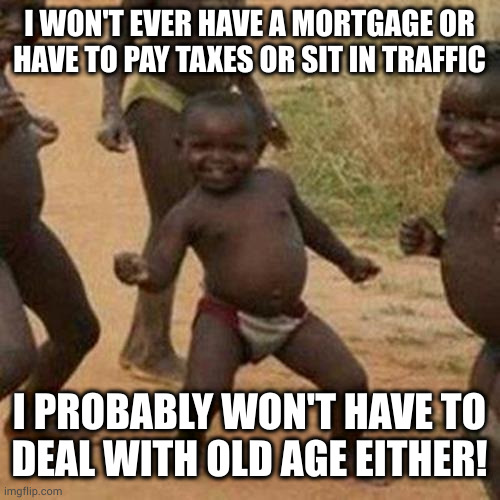 I WON'T EVER HAVE A MORTGAGE OR
HAVE TO PAY TAXES OR SIT IN TRAFFIC
I PROBABLY WON'T HAVE TO
DEAL WITH OLD AGE EITHER!
imgflip.com